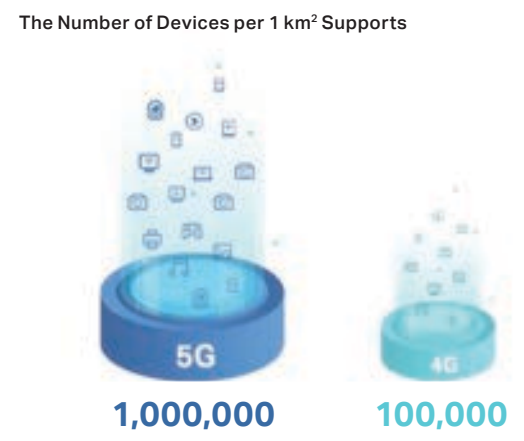 The Number of Devices per 1 km² Supports
5G
4G
1,000,000
100,000